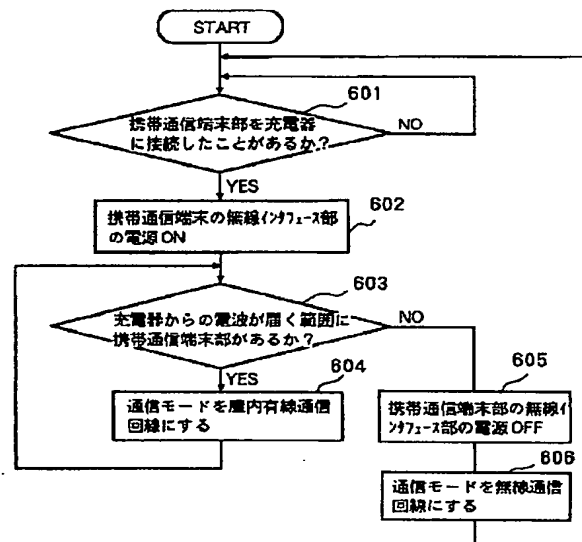 START
601
携帯通信端末部を充電器
に接続したことがあるか？
NO
YES
602
携帯通信端末の無線ｲﾝﾀﾌｪｰｽ部
の電源ON
603
充電器からの電波が届く範囲に
携帯通信端末部があるか？
NO
YES
604
通信モードを屋内有線通信
回線にする
605
携帯通信端末部の無線ｲ
ﾝﾀﾌｪｰｽ部の電源OFF
606
通信モードを無線通信
回線にする